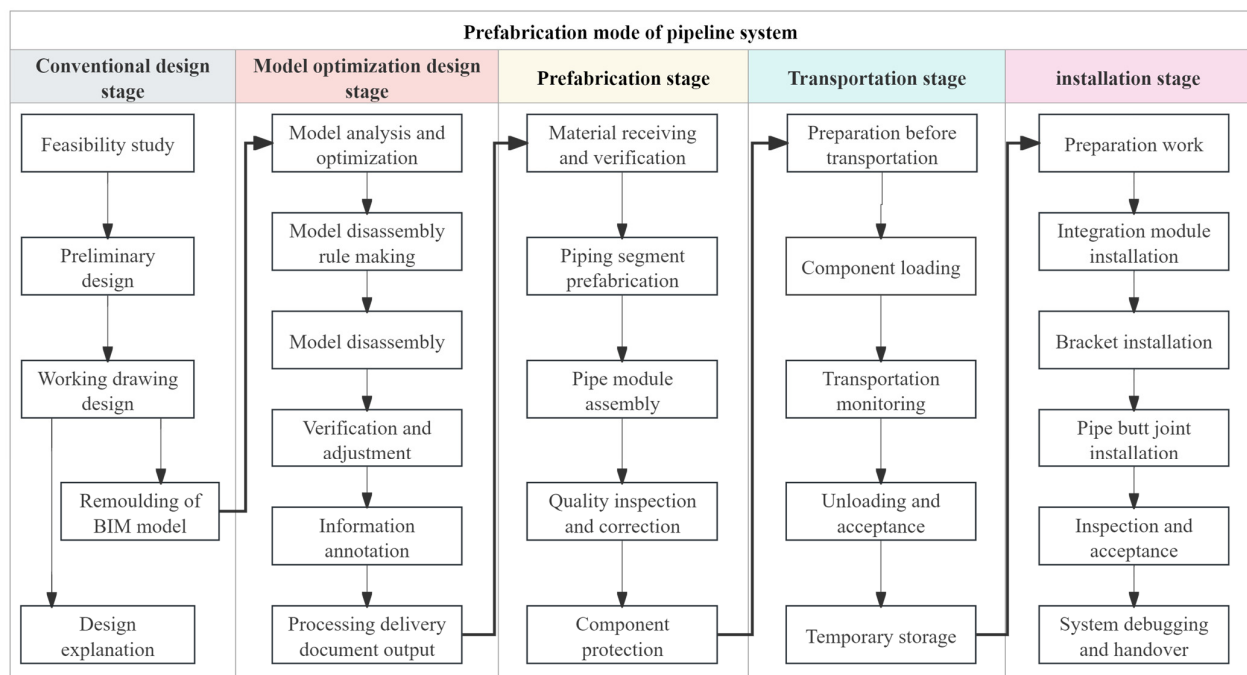 Prefabrication mode of pipeline system
Conventional design
stage
Model optimization design
stage
Prefabrication stage
Transportation stage
installation stage
Feasibility study
Preliminary
design
Working drawing
design
Remoulding of
BIM model
Design
explanation
Model analysis and
optimization
Model disassembly
rule making
Model disassembly
Verification and
adjustment
Information
annotation
Processing delivery
document output
Material receiving
and verification
Piping segment
prefabrication
Pipe module
assembly
Quality inspection
and correction
Component
protection
Preparation before
transportation
Component loading
Transportation
monitoring
Unloading and
acceptance
Temporary storage
Preparation work
Integration module
installation
Bracket installation
Pipe butt joint
installation
Inspection and
acceptance
System debugging
and handover